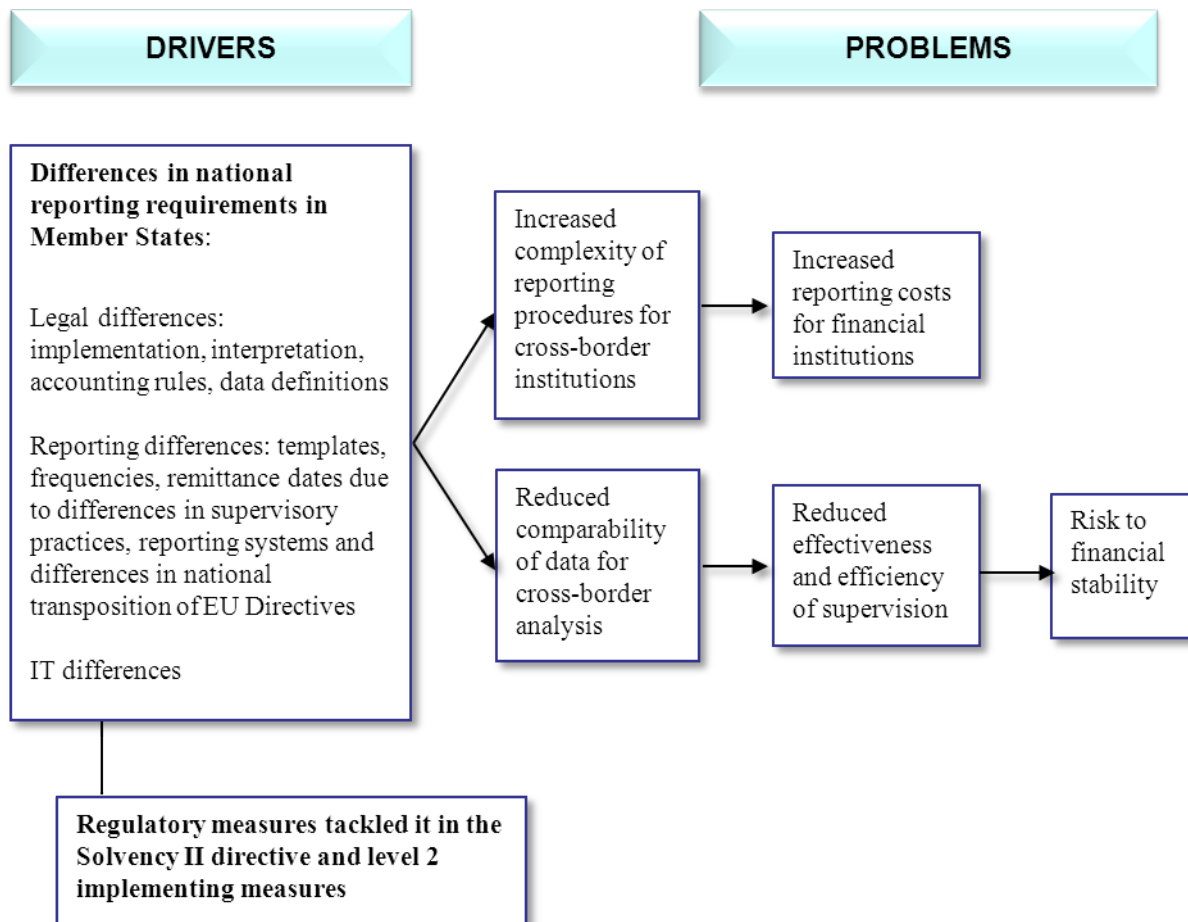 DRIVERS
PROBLEMS
Differences in national
reporting requirements in
Member States:
Legal differences:
implementation, interpretation,
accounting rules, data definitions
Reporting differences: templates,
frequencies, remittance dates due
to differences in supervisory
practices, reporting systems and
differences in national
transposition of EU Directives
IT differences
Increased
complexity of
reporting
procedures for
cross-border
institutions
Increased
reporting costs
for financial
institutions
Reduced
comparability
of data for
cross-border
analysis
Reduced
effectiveness
and efficiency
of supervision
Risk to
financial
stability
Regulatory measures tackled it in the
Solvency II directive and level 2
implementing measures